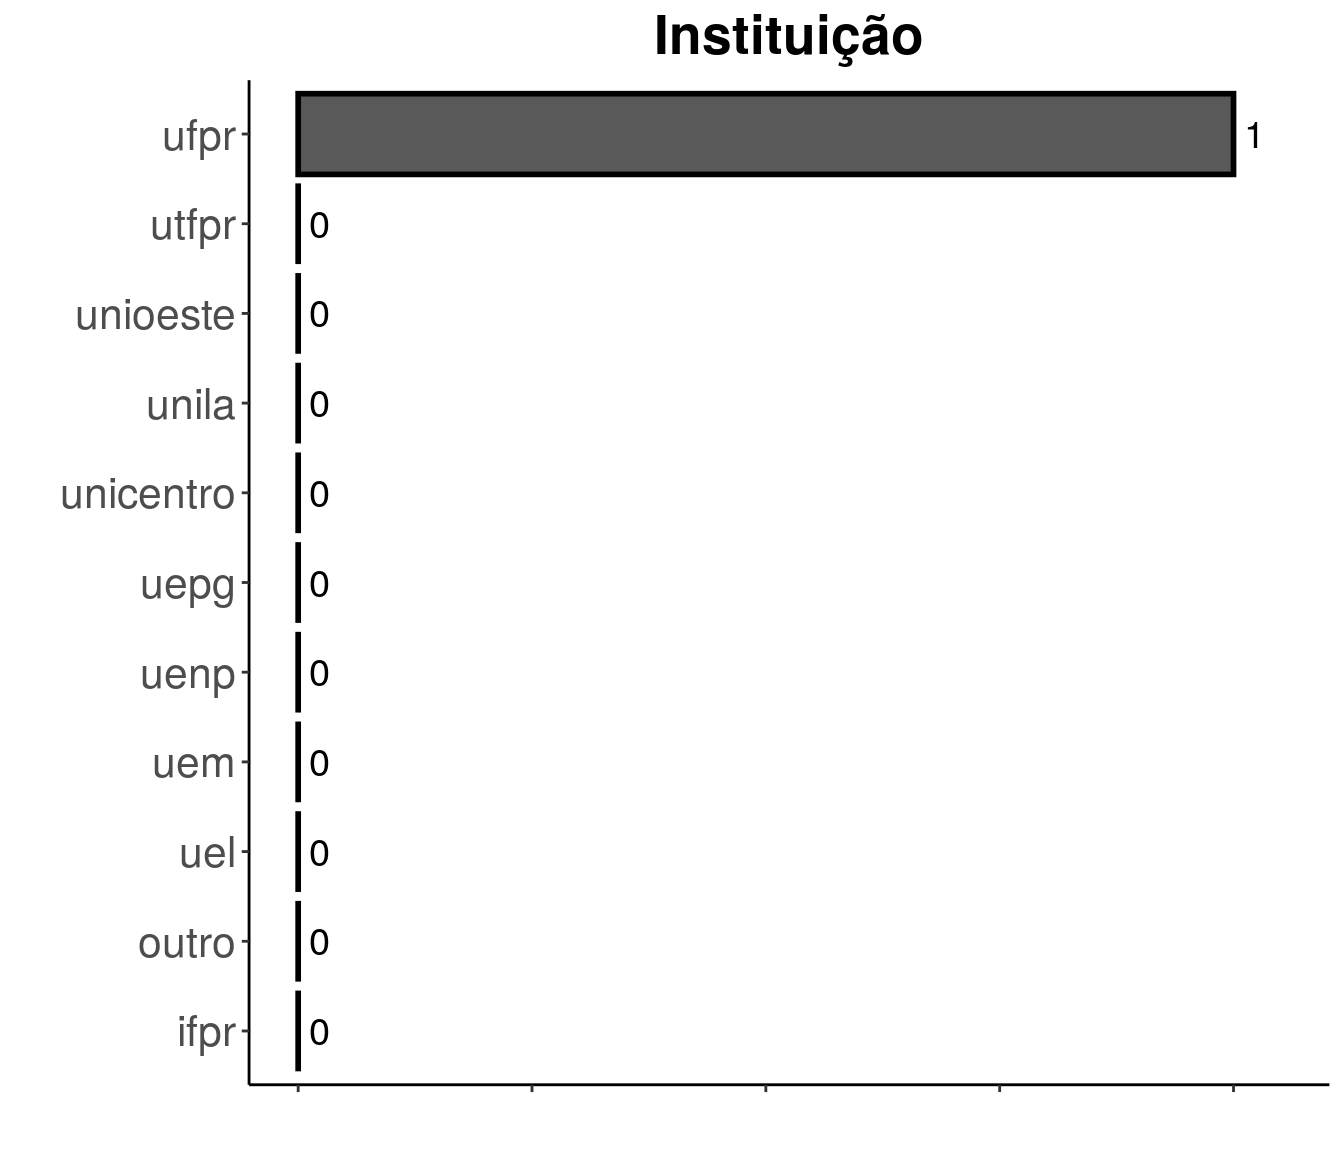 Instituição
ufpr 1
utfpr 0
unioeste 0
unila 0
unicentro 0
uepg 0
uenp 0
uem 0
uel 0
outro 0
ifpr 0